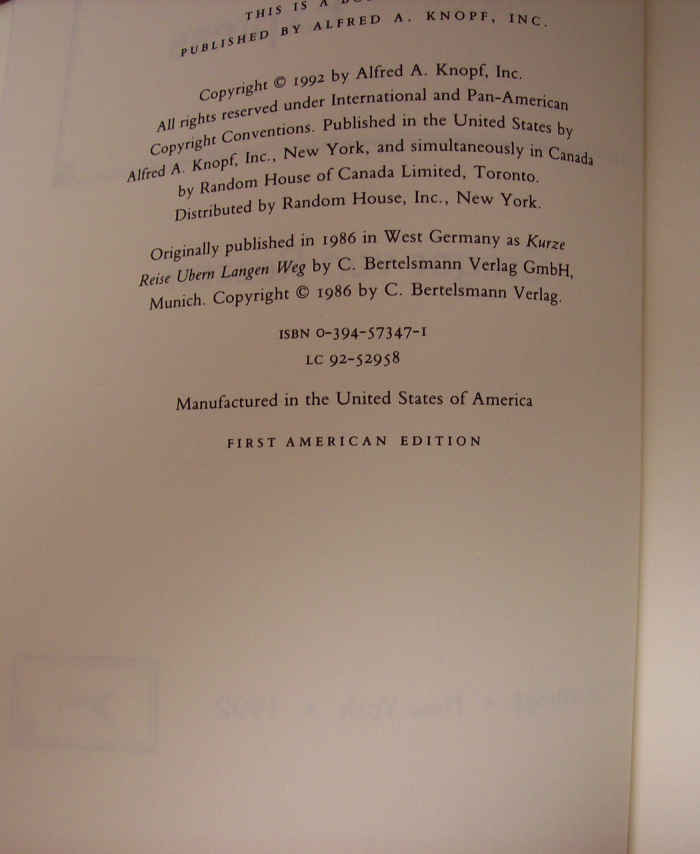 THIS IS A
PUBLISHED BY ALFRED A. KNOPF, INC.
Copyright © 1992 by Alfred A. Knopf, Inc.
All rights reserved under International and Pan-American
Copyright Conventions. Published in the United States by
Alfred A. Knopf, Inc., New York, and simultaneously in Canada
by Random House of Canada Limited, Toronto.
Distributed by Random House, Inc., New York.
Originally published in 1986 in West Germany as Kurze
Reise Ubern Langen Weg by C. Bertelsmann Verlag GmbH,
Munich. Copyright © 1986 by C. Bertelsmann Verlag.
ISBN 0-394-57347-1
LC 92-52958
Manufactured in the United States of America
FIRST AMERICAN EDITION